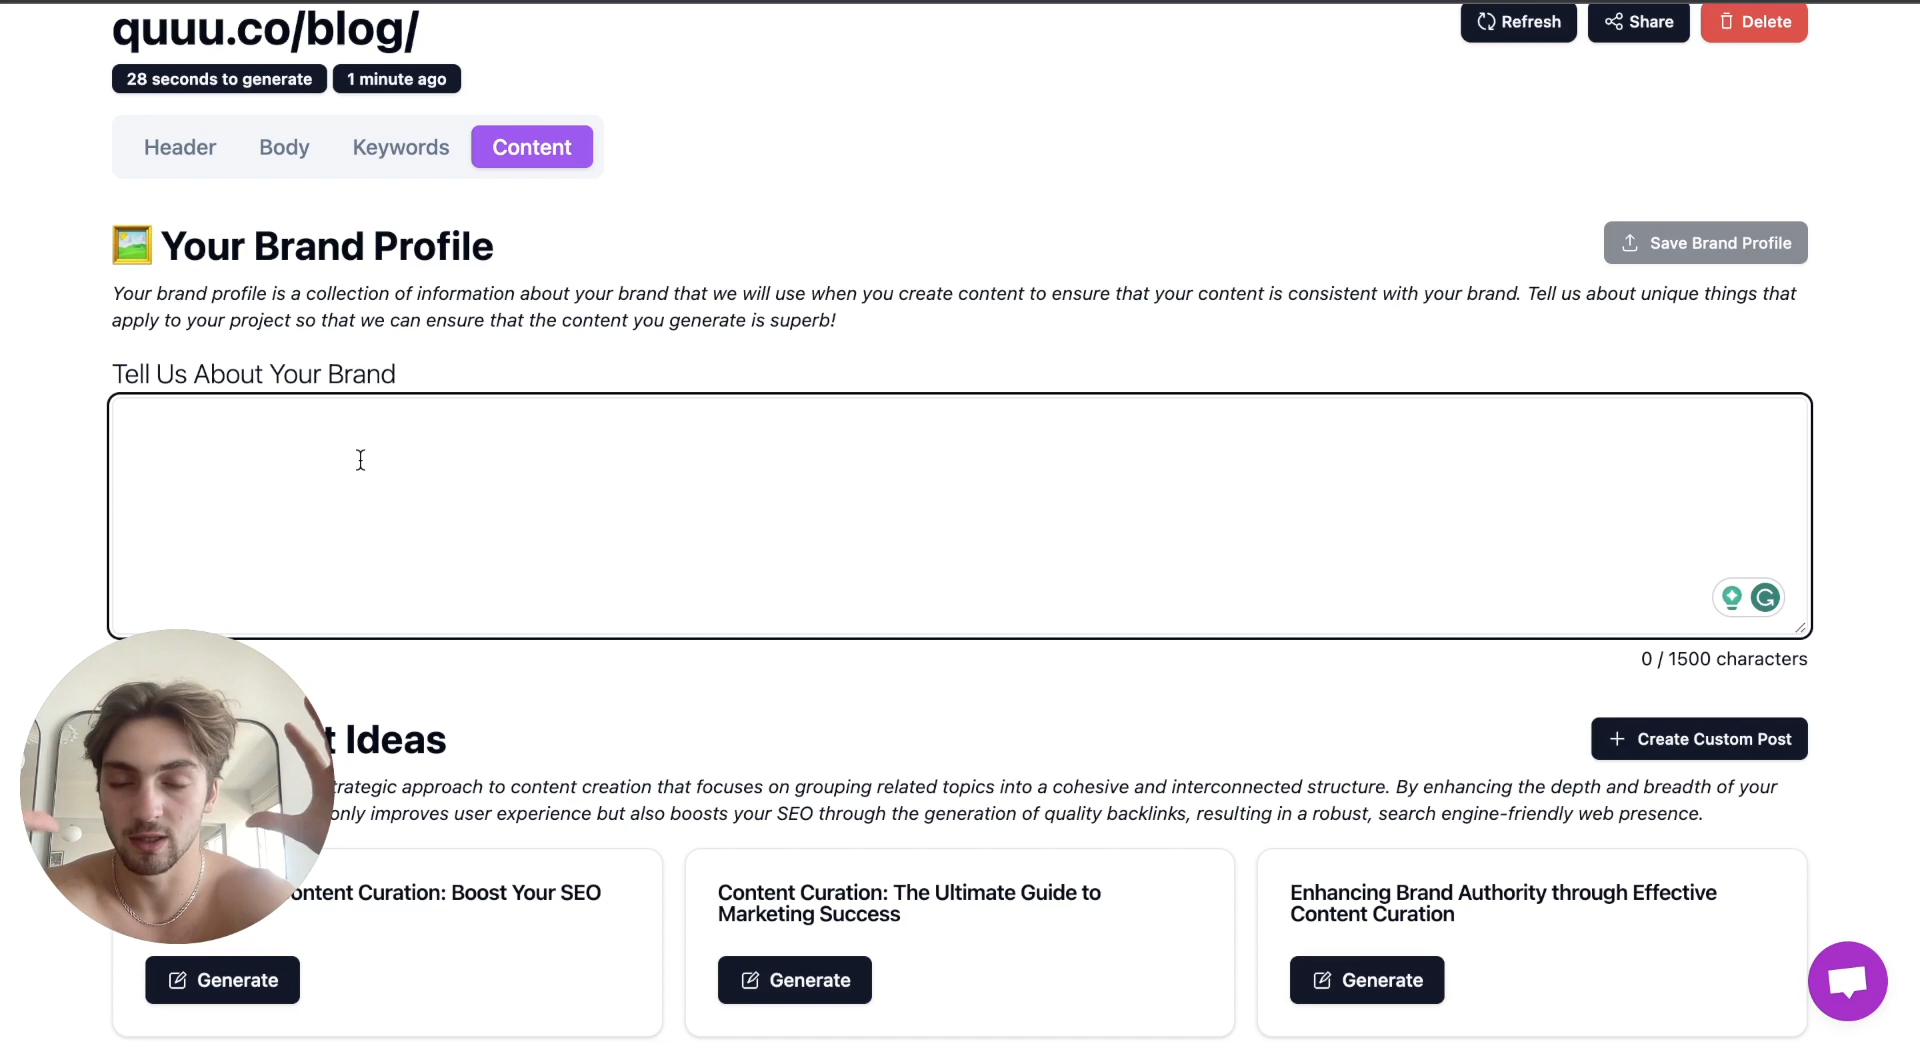 quuu.co/blog/
Refresh
Share
Delete
28 seconds to generate
1 minute ago
Header
Body
Keywords
Content
Your Brand Profile
Save Brand Profile
Your brand profile is a collection of information about your brand that we will use when you create content to ensure that your content is consistent with your brand. Tell us about unique things that
apply to your project so that we can ensure that the content you generate is superb!
Tell Us About Your Brand
0 / 1500 characters
Ideas
Create Custom Post
approach to content creation that focuses on grouping related topics into a cohesive and interconnected structure. By enhancing the depth and breadth of your
only improves user experience but also boosts your SEO through the generation of quality backlinks, resulting in a robust, search engine-friendly web presence.
Curation: Boost Your SEO
Generate
Content Curation: The Ultimate Guide to
Marketing Success
Generate
Enhancing Brand Authority through Effective
Content Curation
Generate